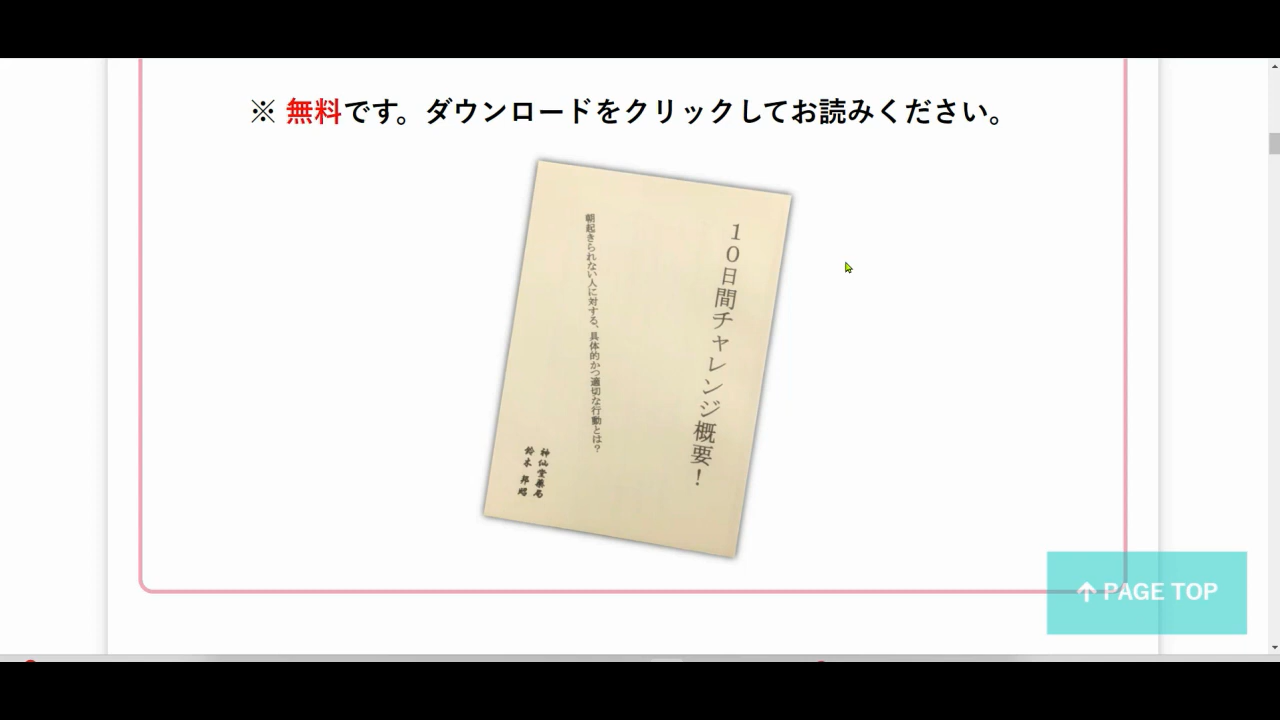 ※ 無料です。ダウンロードをクリックしてお読みください。
10日間チャレンジ概要！
朝起きられない人に対する、具体的かつ適切な行動とは？
神仙堂薬局
鈴木 邦昭
↑ PAGE TOP